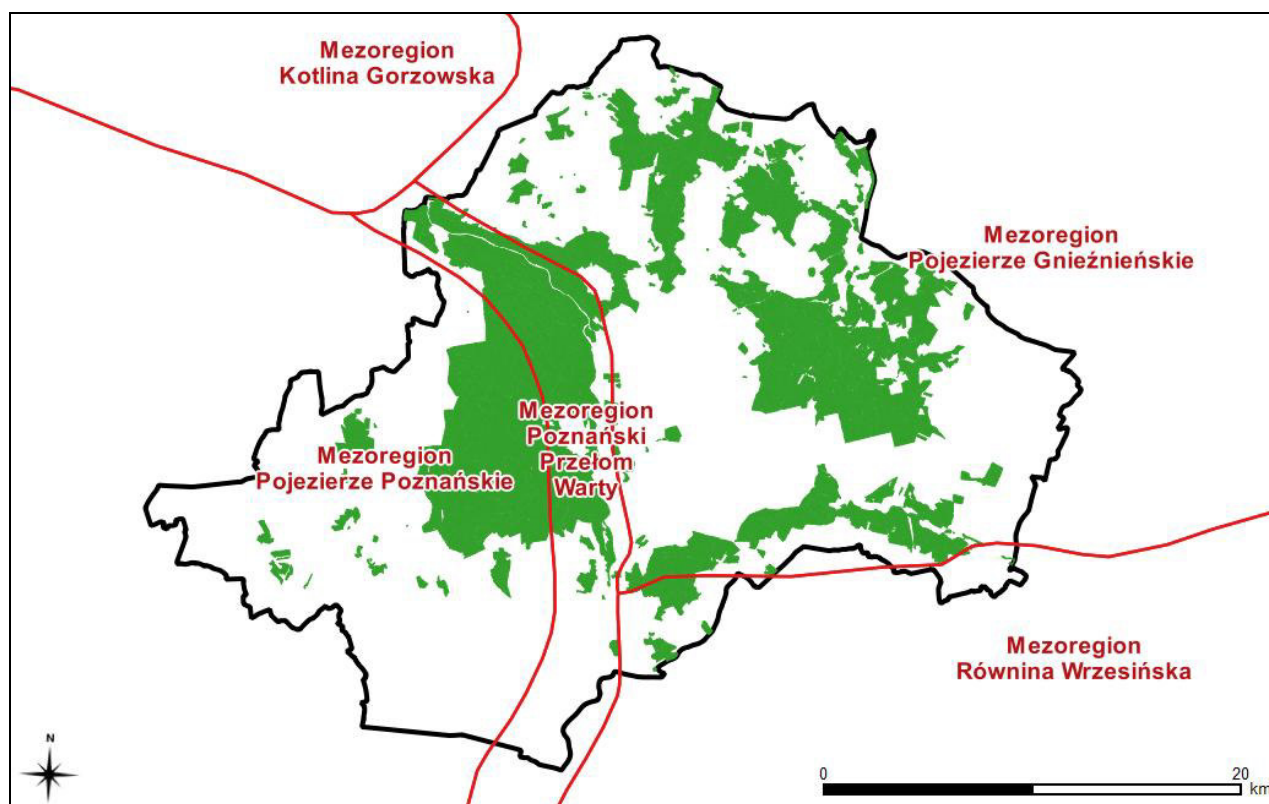 Mezoregion
Kotlina Gorzowska
Mezoregion
Pojezierze Gnieźnieńskie
Mezoregion
Poznański
Przełom
Warty
Mezoregion
Pojezierze Poznańskie
Mezoregion
Równina Wrzesińska
N
0 20
km